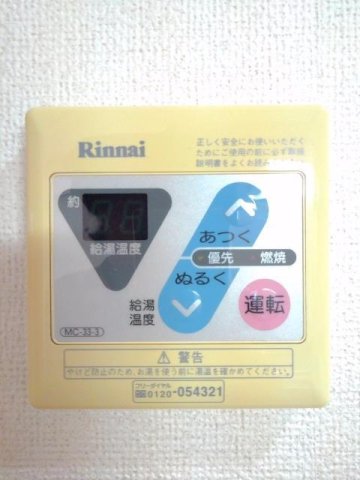 Rinnai
正しく安全にお使いいただく
ためにご使用の前に必ず取扱
説明書をよくお読み
約
給湯温度
あつく
優先 燃焼
ぬるく
給湯
温度
運転
MC-33-3
⚠警告
やけど防止のため、お湯を使う前に湯温を確かめてください。
フリーダイヤル
0120-054321